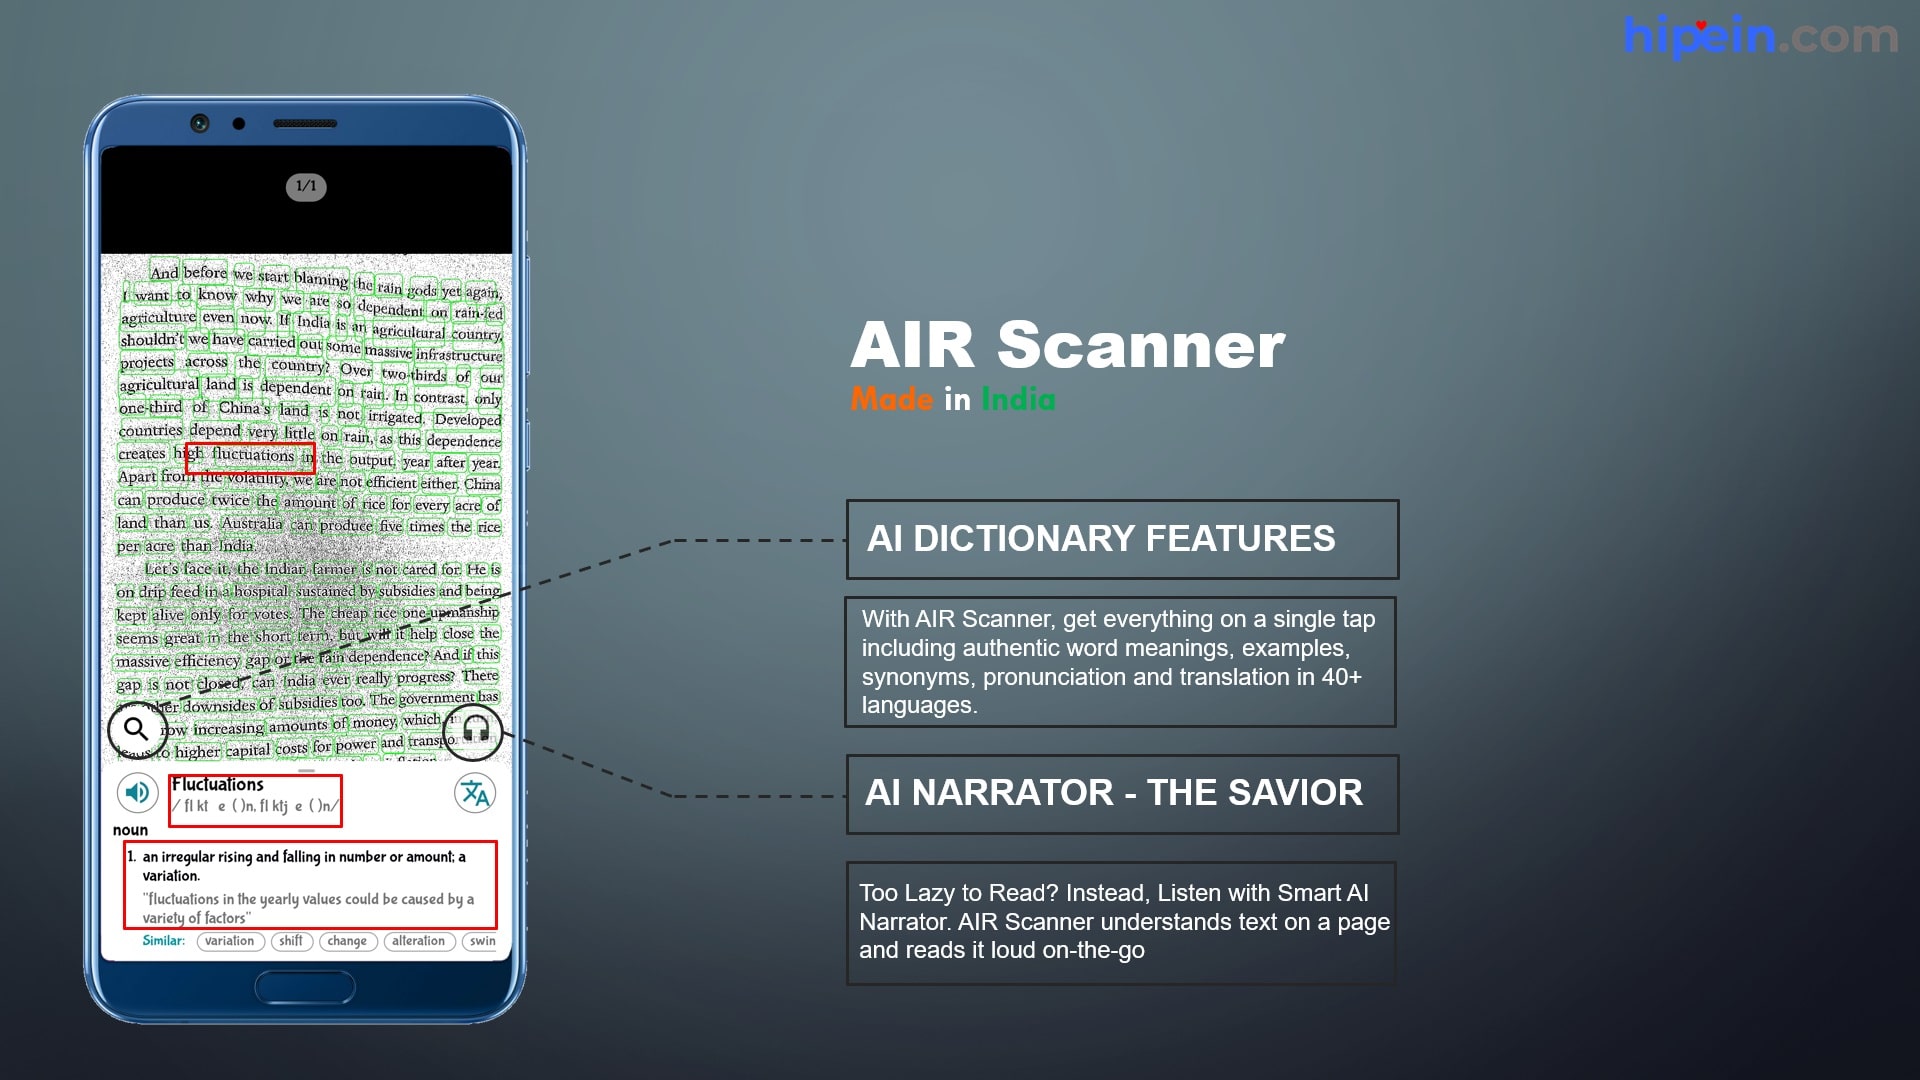 hipein.com
1/1
And before we start blaming the rain gods yet again,
I want to know why we are so dependent on rain-fed
agriculture even now. If India is an agricultural country,
shouldn't we have carried out some massive infrastructure
projects across the country? Over two-thirds of our
agricultural land is dependent on rain. In contrast, only
one-third of China's land is not irrigated. Developed
countries depend very little on rain, as this dependence
creates high fluctuations in the output, year after year.
Apart from the volatility, we are not efficient either. China
can produce twice the amount of rice for every acre of
land than us. Australia can produce five times the rice
per acre than India.
Let's face it, the Indian farmer is not cared for. He is
on drip feed in a hospital, sustained by subsidies and being
kept alive only for votes. The cheap rice one-upmanship
seems great in the short term, but will it help close the
massive efficiency gap or the rain dependence? And if this
gap is not closed, can India ever really progress? There
downsides of subsidies too. The government has
increasing amounts of money, which in
to higher capital costs for power and
Fluctuations
/ fl kt e ( )n, fl ktj e ( )n/
noun
1. an irregular rising and falling in number or amount; a
variation.
"fluctuations in the yearly values could be caused by a
variety of factors"
Similar: variation shift change alteration swin
AIR Scanner
Made in India
AI DICTIONARY FEATURES
With AIR Scanner, get everything on a single tap
including authentic word meanings, examples,
synonyms, pronunciation and translation in 40+
languages.
AI NARRATOR - THE SAVIOR
Too Lazy to Read? Instead, Listen with Smart AI
Narrator. AIR Scanner understands text on a page
and reads it loud on-the-go